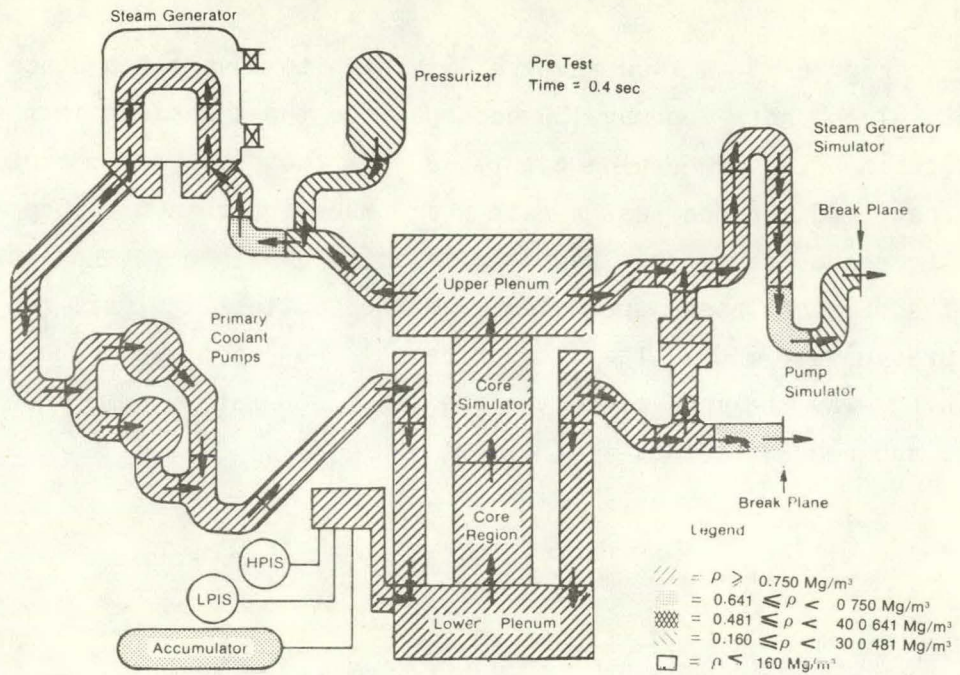 Steam Generator
Pressurizer
Pre Test
Time = 0.4 sec
Steam Generator
Simulator
Break Plane
Upper Plenum
Primary
Coolant
Pumps
Core
Simulator
Pump
Simulator
Break Plane
Core
Region
HPIS
LPIS
Accumulator
Lower Plenum
Legend
= ρ ⩾ 0.750 Mg/m³
= 0.641 ⩽ ρ < 0 750 Mg/m³
= 0.481 ⩽ ρ < 40 0 641 Mg/m³
= 0.160 ⩽ ρ < 30 0 481 Mg/m³
= ρ < 160 Mg/m³